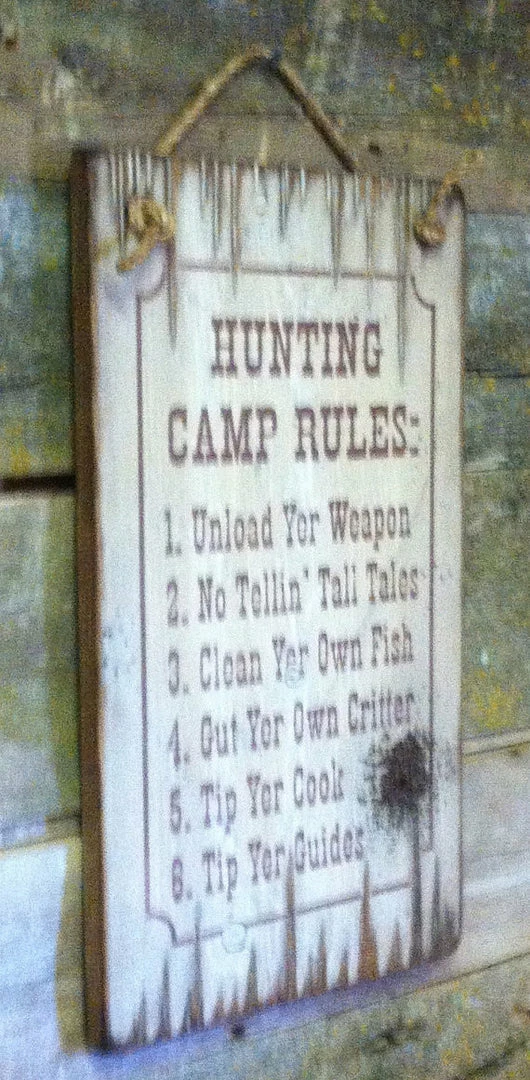 HUNTING
CAMP RULES:
1. Unload Yer Weapon
2. No Tellin' Tall Tales
3. Clean Yer Own Fish
4. Gut Yer Own Critter
5. Tip Yer Cook
6. Tip Yer Guides